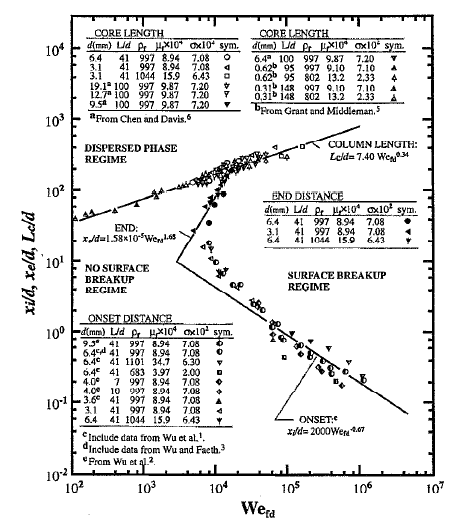 10⁴
CORE LENGTH
d(mm) L/d ρf μf×10⁴ σ×10² sym.
6.4 41 997 8.94 7.08 ○
3.1 41 997 8.94 7.08
3.1 41 1044 15.9 6.43 □
19.1ᵃ 100 997 9.87 7.20
12.7ᵃ 100 997 9.87 7.20
9.5ᵃ 100 997 9.87 7.20
ᵃFrom Chen and Davis.⁶
CORE LENGTH
d(mm) L/d ρf μf×10⁴ σ×10² sym.
6.4ᵃ 100 997 9.87 7.20
0.62ᵇ 95 997 9.10 7.10
0.62ᵇ 95 802 13.2 2.33
0.31ᵇ 148 997 9.10 7.10
0.31ᵇ 148 802 13.2 2.33
ᵇFrom Grant and Middleman.⁵
10³
DISPERSED PHASE
REGIME
COLUMN LENGTH:
Lc/d= 7.40 Wefd^0.34
10²
END DISTANCE
d(mm) L/d ρf μf×10⁴ σ×10² sym.
6.4 41 997 8.94 7.08 ●
3.1 41 997 8.94 7.08
6.4 41 1044 15.9 6.43
END:
xe/d=1.58×10⁻⁵Wefd^1.68
10¹
NO SURFACE
BREAKUP
REGIME
SURFACE BREAKUP
REGIME
xi/d, xe/d, Lc/d
10⁰
ONSET DISTANCE
d(mm) L/d ρf μf×10⁴ σ×10² sym.
9.5ᵉ 41 997 8.94 7.08
6.4ᶜ,ᵈ 41 997 8.94 7.08
6.4ᶜ 41 1101 34.7 6.30
6.4ᶜ 41 683 3.97 2.00
4.0ᵉ 7 997 8.94 7.08
4.0ᵉ 10 997 8.94 7.08
3.6ᶜ 41 997 8.94 7.08
3.1 41 997 8.94 7.08
6.4 41 1044 15.9 6.43
ᶜInclude data from Wu et al.¹.
ᵈInclude data from Wu and Faeth.³
ᵉFrom Wu et al.².
10⁻¹
ONSET:ᵉ
xi/d= 2000Wefd^-0.67
10⁻²
10² 10³ 10⁴ 10⁵ 10⁶ 10⁷
Wefd